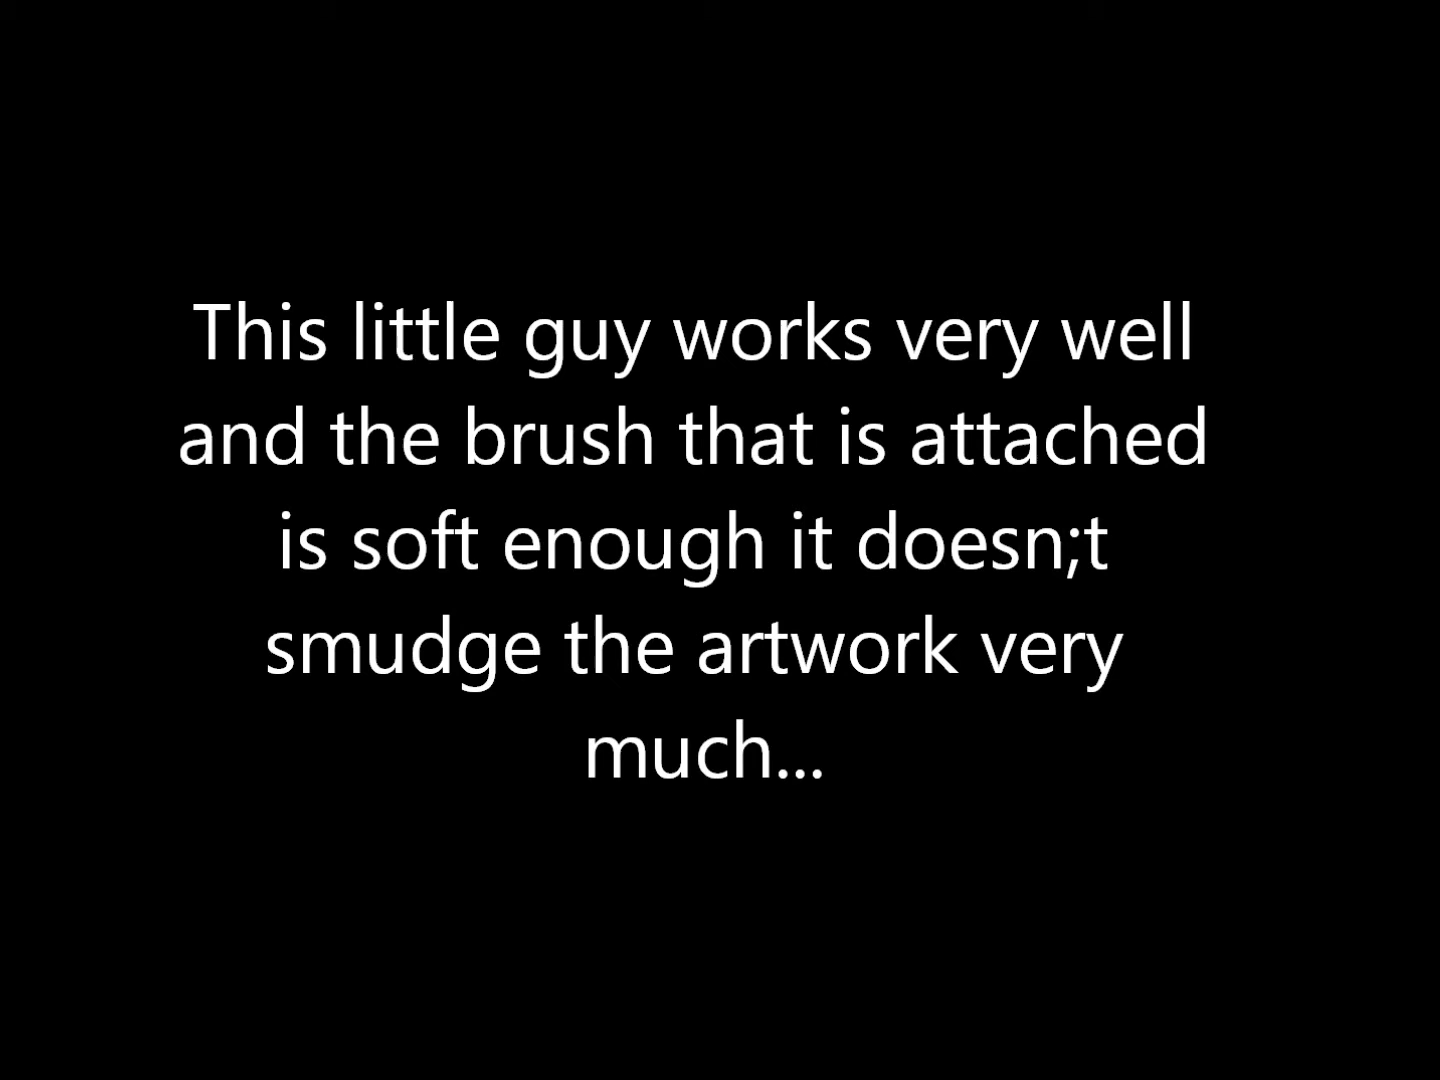 This little guy works very well
and the brush that is attached
is soft enough it doesn;t
smudge the artwork very
much...